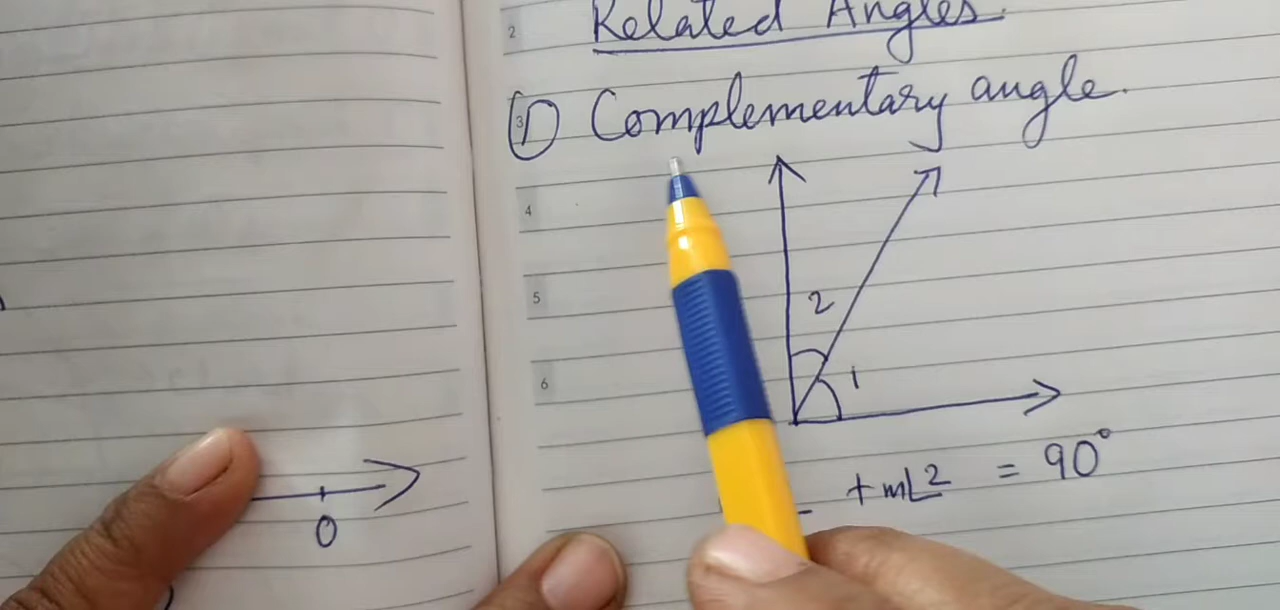 2
Related Angles.
3
① Complementary angle.
4
2
5
1
6
+ m∠2 = 90°
0